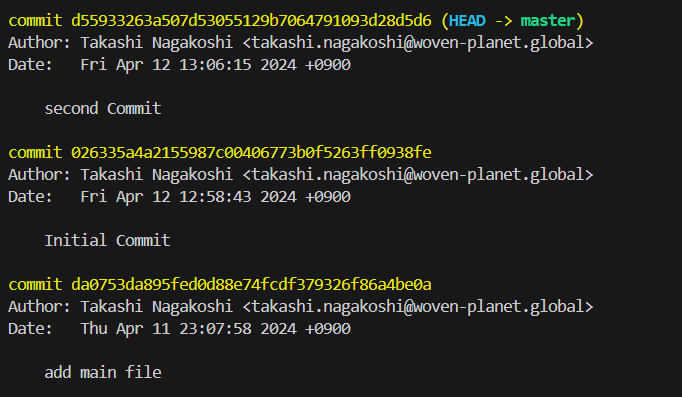 commit d55933263a507d53055129b7064791093d28d5d6 (HEAD -> master)
Author: Takashi Nagakoshi <takashi.nagakoshi@woven-planet.global>
Date:   Fri Apr 12 13:06:15 2024 +0900
second Commit
commit 026335a4a2155987c00406773b0f5263ff0938fe
Author: Takashi Nagakoshi <takashi.nagakoshi@woven-planet.global>
Date:   Fri Apr 12 12:58:43 2024 +0900
Initial Commit
commit da0753da895fed0d88e74fcdf379326f86a4be0a
Author: Takashi Nagakoshi <takashi.nagakoshi@woven-planet.global>
Date:   Thu Apr 11 23:07:58 2024 +0900
add main file